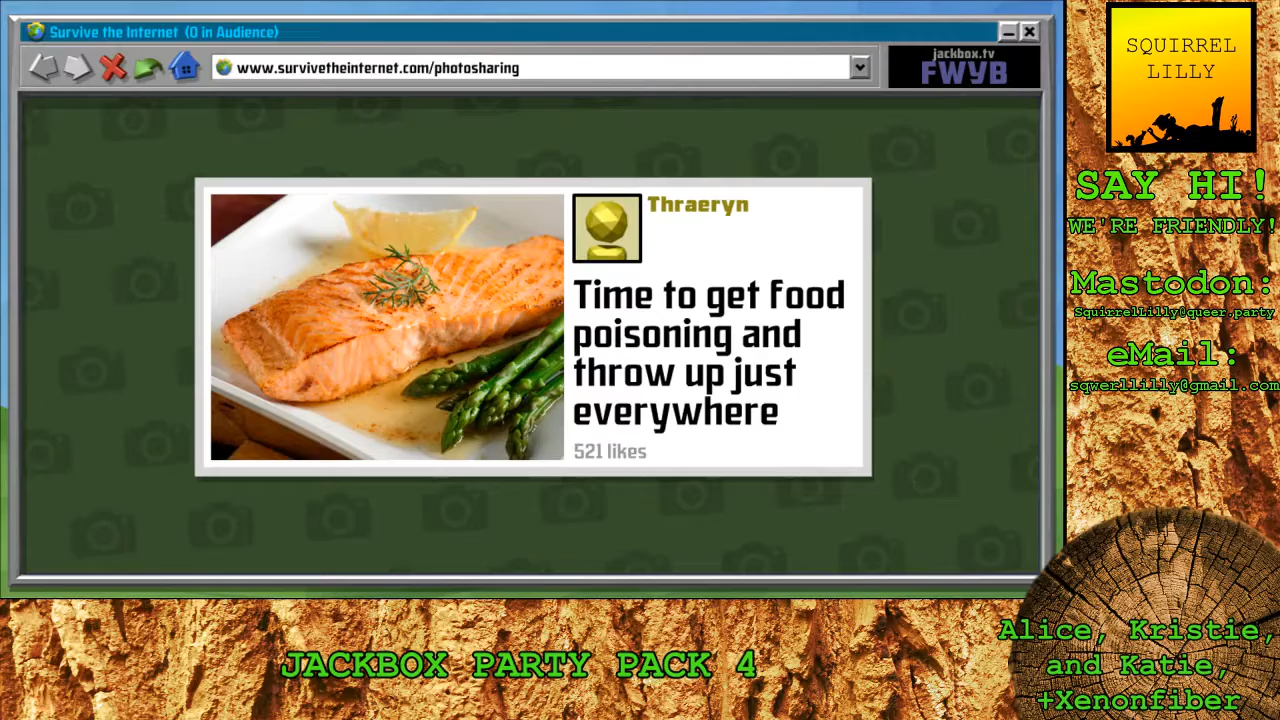 Survive the Internet (0 in Audience)
www.survivetheinternet.com/photosharing
jackbox.tv
FWYB
Thraeryn
Time to get food
poisoning and
throw up just
everywhere
521 likes
SQUIRREL
LILLY
SAY HI!
WE'RE FRIENDLY!
Mastodon:
SquirrelLilly@queer.party
eMail:
sqwerllilly@gmail.com
JACKBOX PARTY PACK 4
Alice, Kristie,
and Katie,
+Xenonfiber